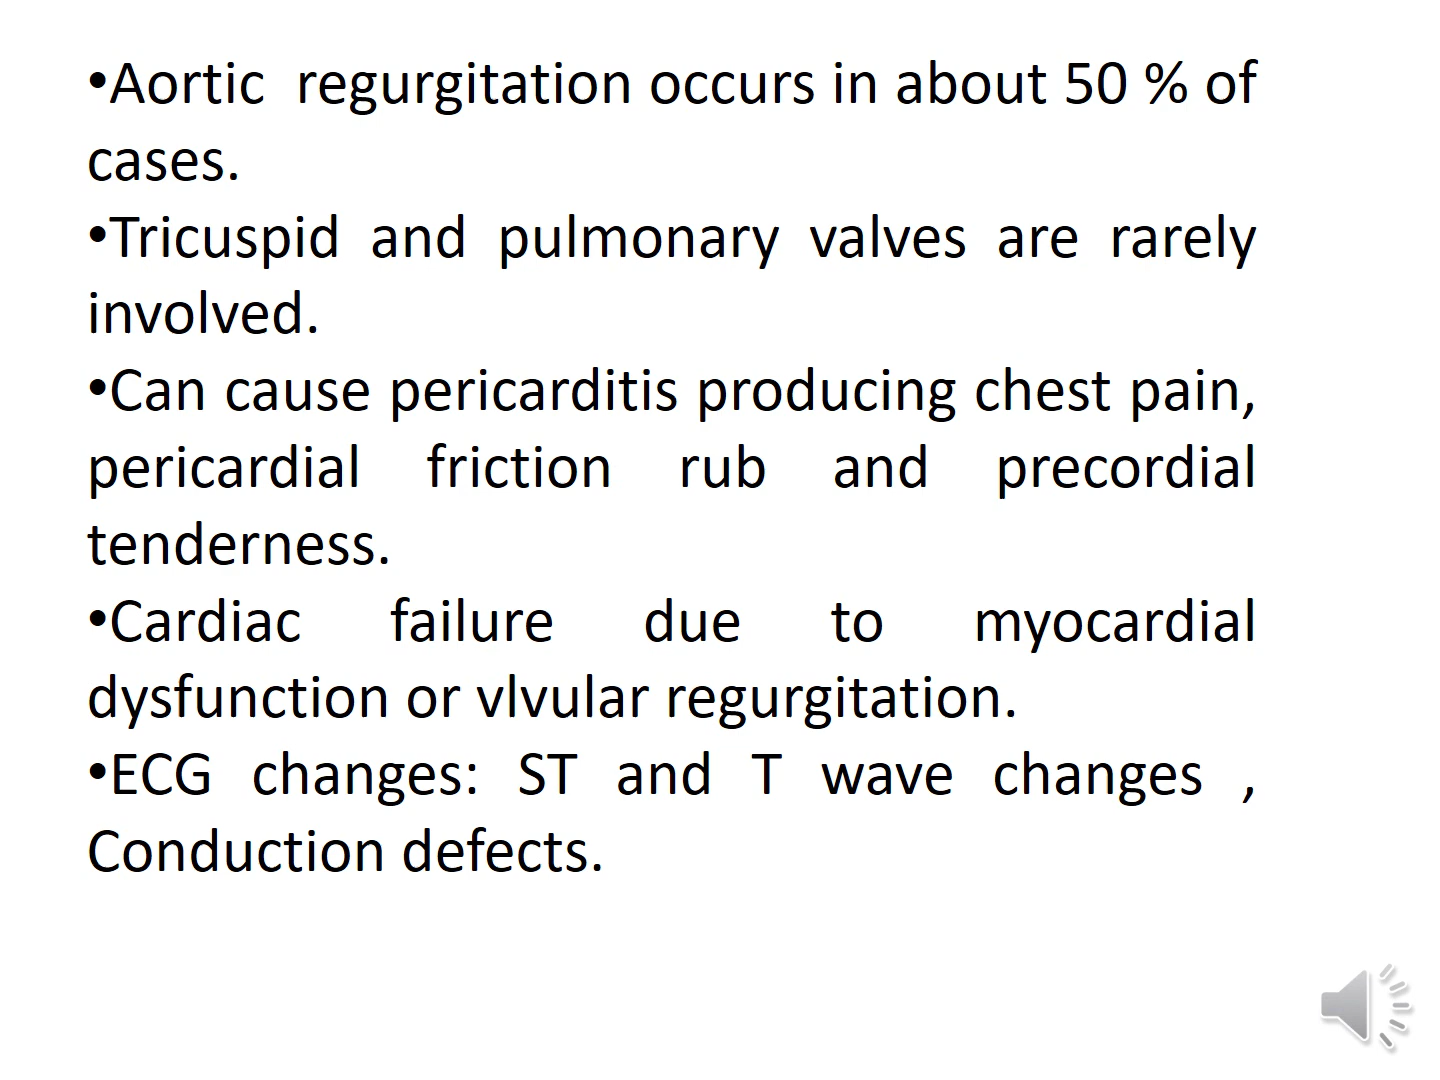 •Aortic  regurgitation occurs in about 50 % of
cases.
•Tricuspid and pulmonary valves are rarely
involved.
•Can cause pericarditis producing chest pain,
pericardial friction rub and precordial
tenderness.
•Cardiac failure due to myocardial
dysfunction or vlvular regurgitation.
•ECG changes: ST and T wave changes ,
Conduction defects.